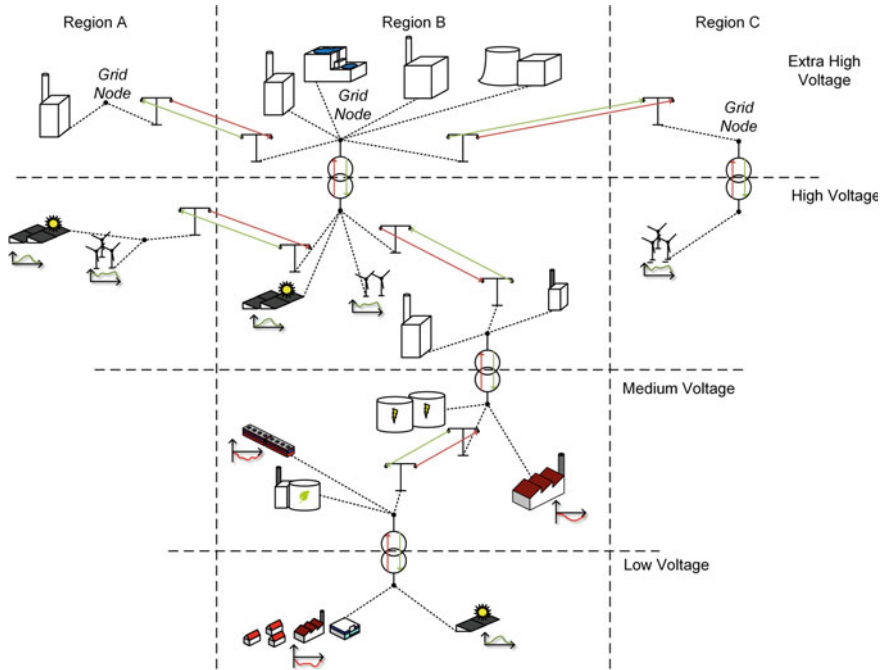 Region A
Region B
Region C
Extra High
Voltage
Grid
Node
Grid
Node
Grid
Node
High Voltage
Medium Voltage
Low Voltage